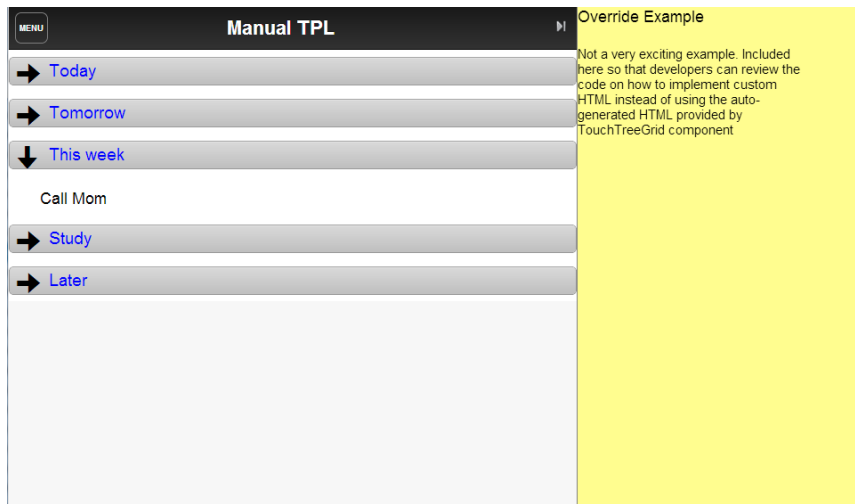 MENU
Manual TPL
Today
Tomorrow
This week
Call Mom
Study
Later
Override Example
Not a very exciting example. Included
here so that developers can review the
code on how to implement custom
HTML instead of using the auto-
generated HTML provided by
TouchTreeGrid component